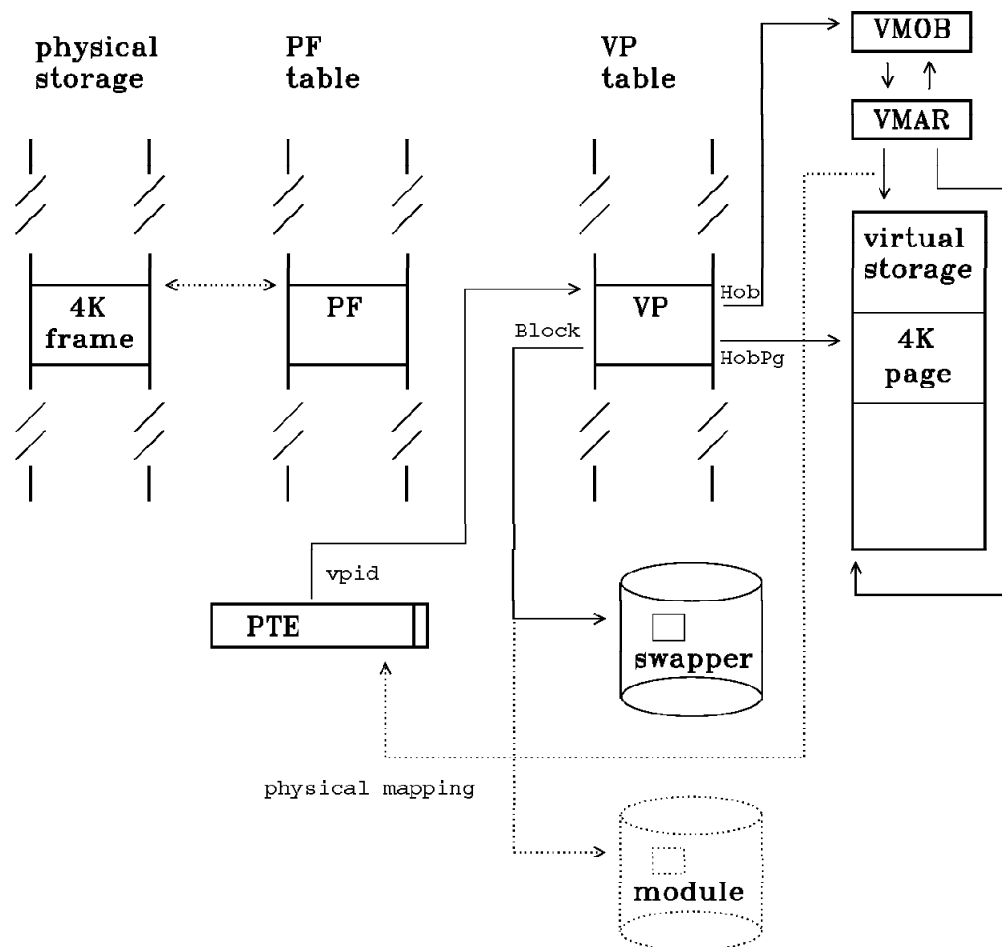 physical
storage
PF
table
VP
table
VMOB
VMAR
virtual
storage
4K
frame
PF
VP
Hob
Block
HobPg
4K
page
vpid
PTE
swapper
physical mapping
module